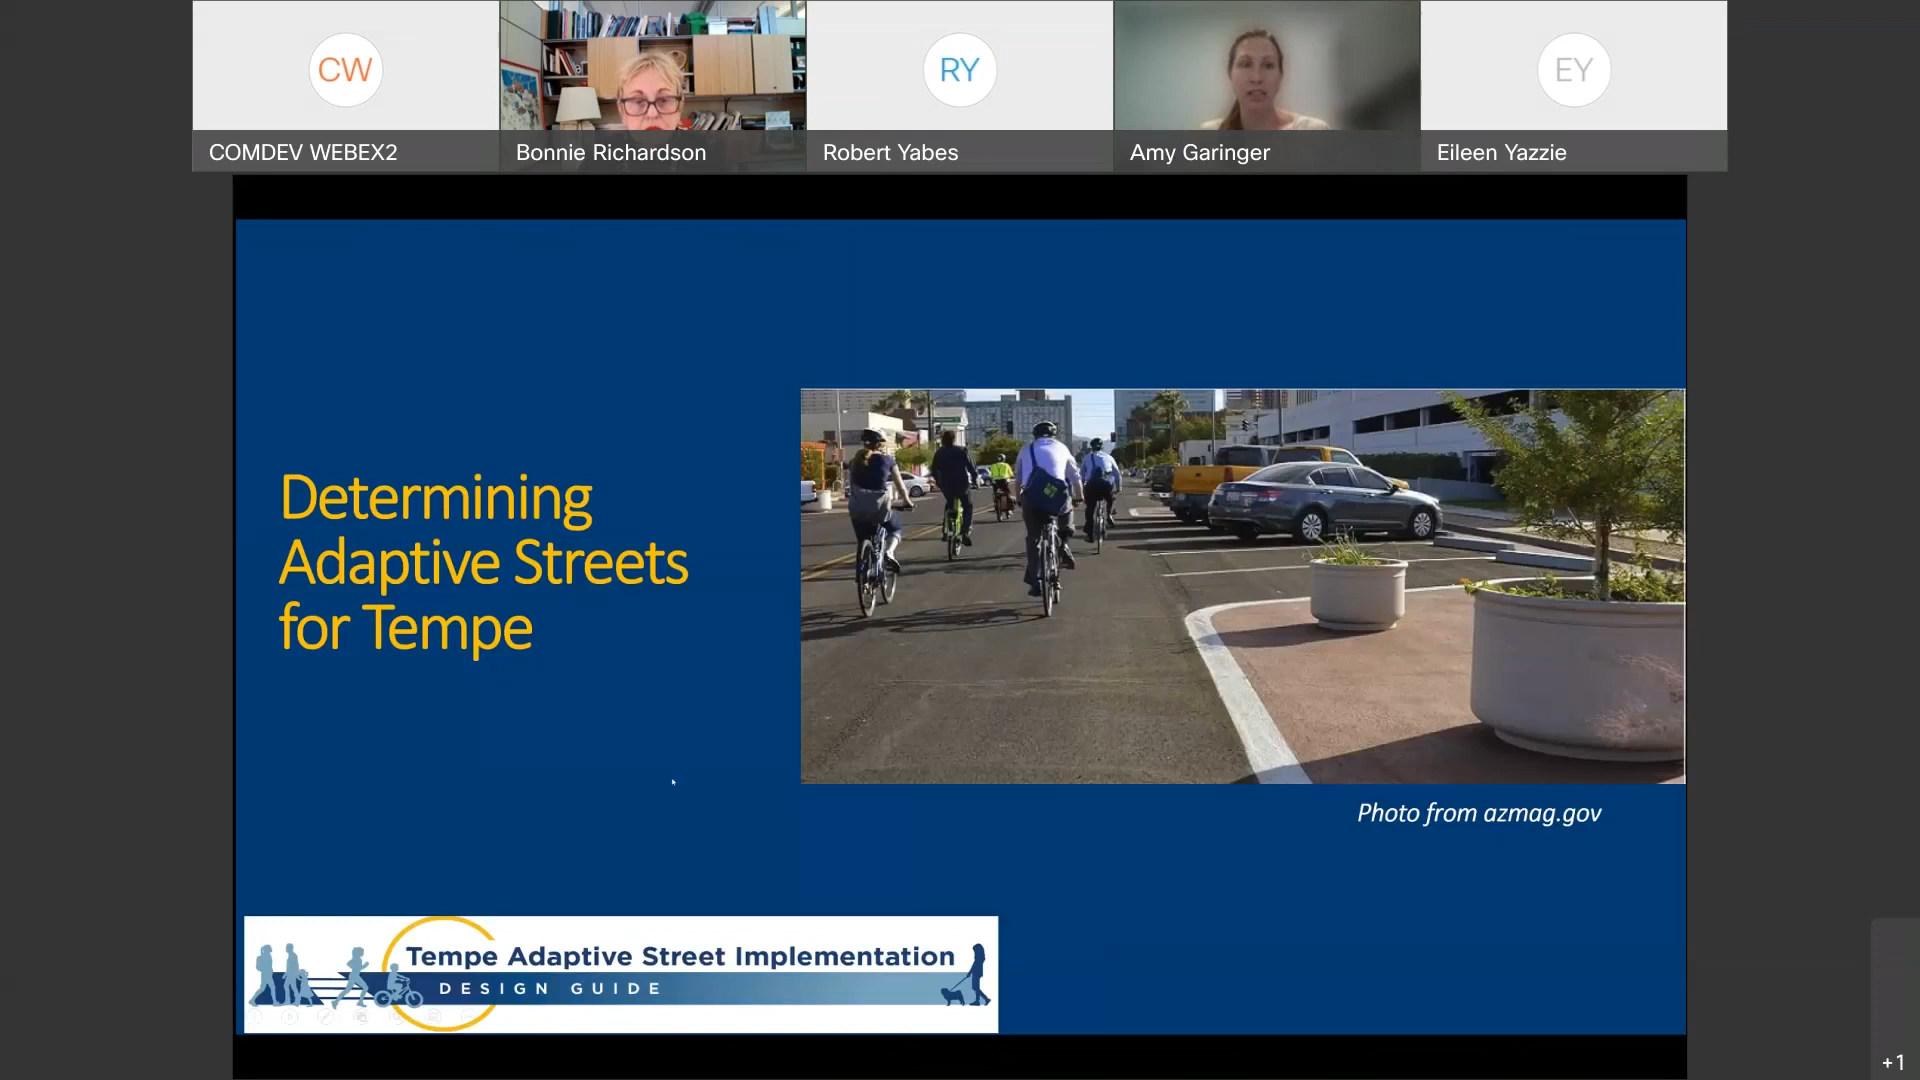 CW
RY
EY
COMDEV WEBEX2
Bonnie Richardson
Robert Yabes
Amy Garinger
Eileen Yazzie
Determining
Adaptive Streets
for Tempe
Photo from azmag.gov
Tempe Adaptive Street Implementation
DESIGN GUIDE
+1